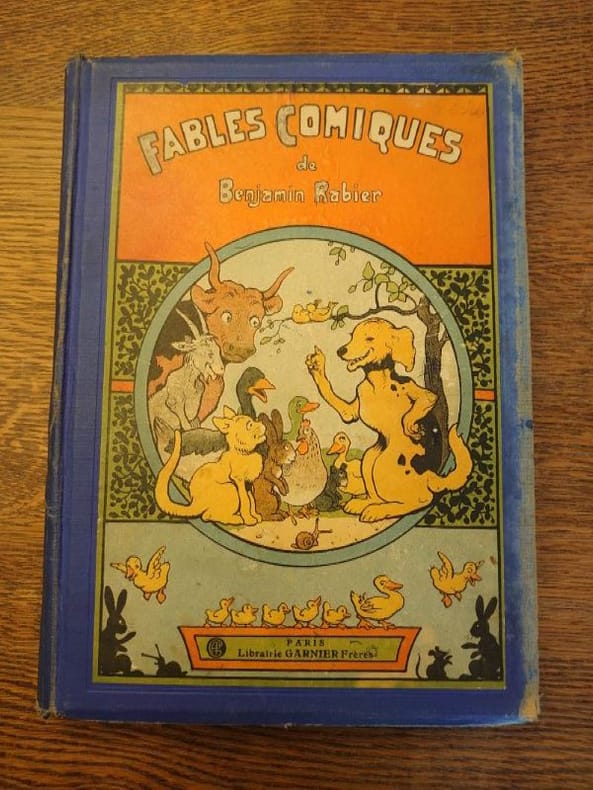 FABLES COMIQUES
de
Benjamin Rabier
PARIS
Librairie GARNIER Frères